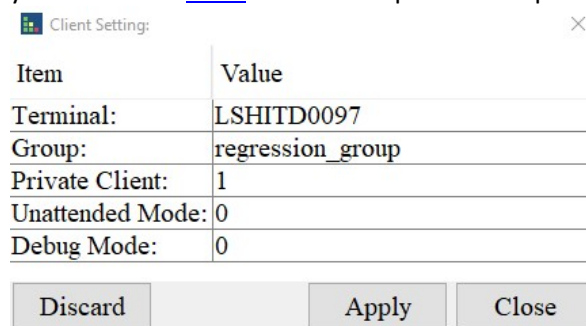 Client Setting:
Item Value
Terminal: LSHITD0097
Group: regression_group
Private Client: 1
Unattended Mode: 0
Debug Mode: 0
Discard Apply Close